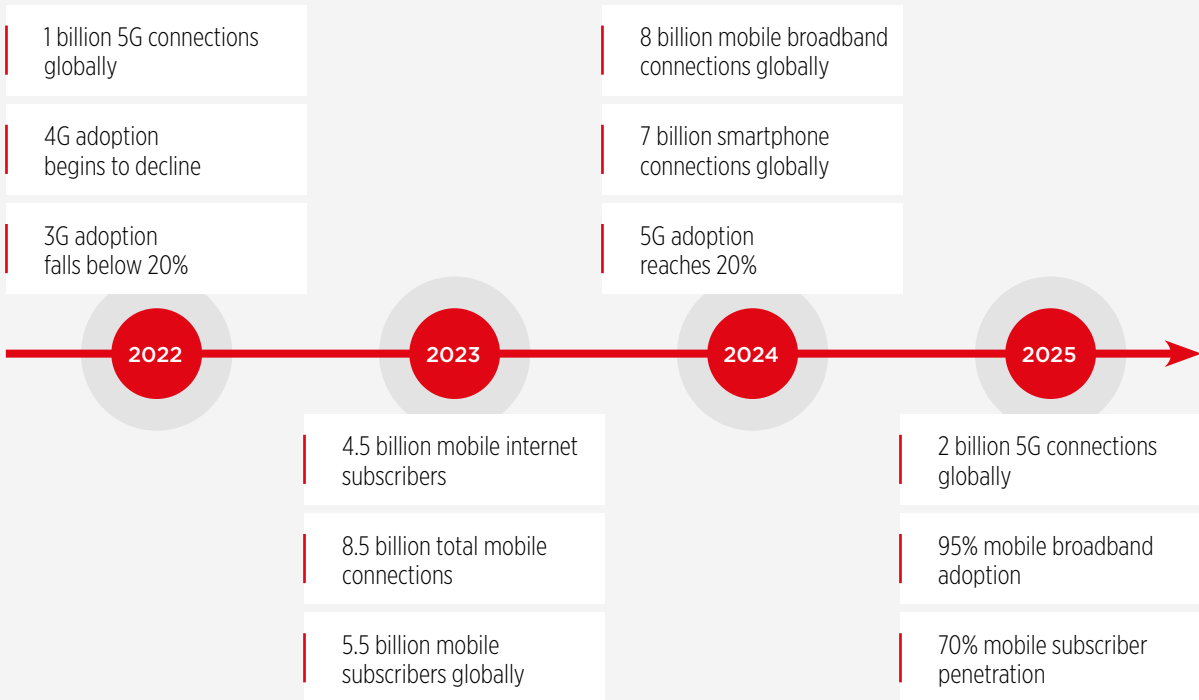 1 billion 5G connections
globally
4G adoption
begins to decline
3G adoption
falls below 20%
8 billion mobile broadband
connections globally
7 billion smartphone
connections globally
5G adoption
reaches 20%
2022
2023
2024
2025
4.5 billion mobile internet
subscribers
8.5 billion total mobile
connections
5.5 billion mobile
subscribers globally
2 billion 5G connections
globally
95% mobile broadband
adoption
70% mobile subscriber
penetration